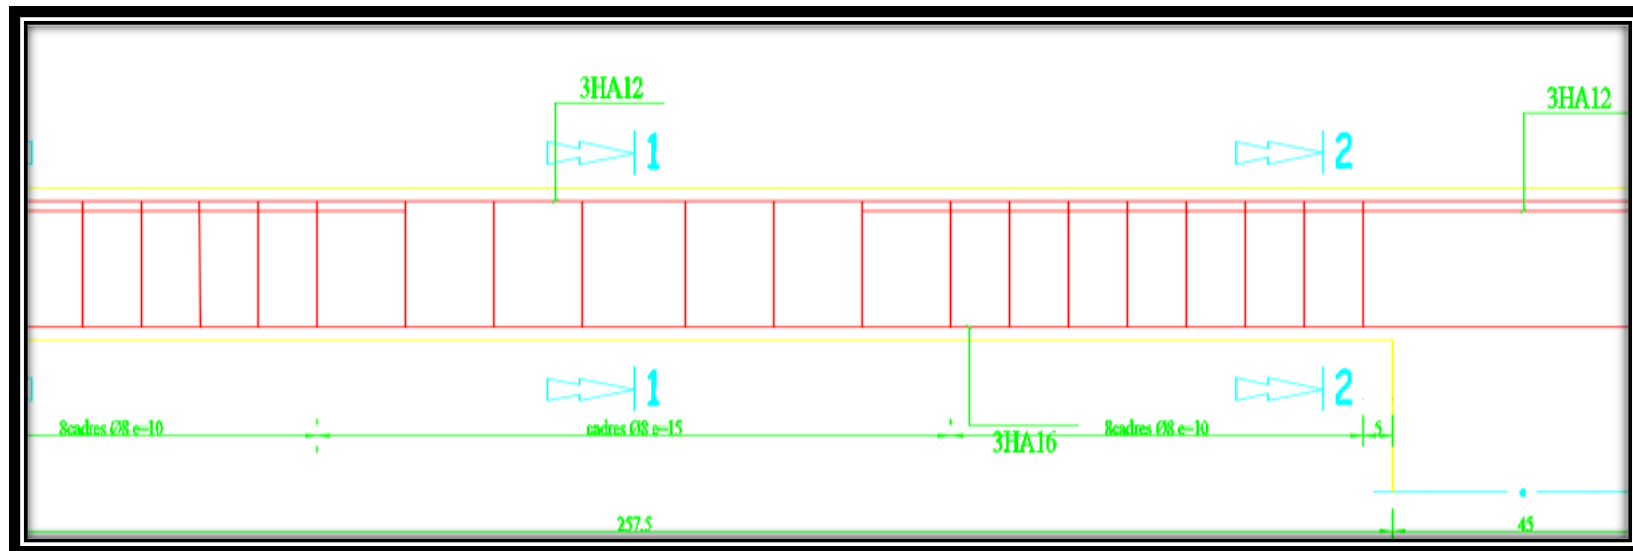 3HA12
3HA12
1
2
1
2
8cadres Ø8 e=10
cadres Ø8 e=15
8cadres Ø8 e=10
5
3HA16
257.5
45